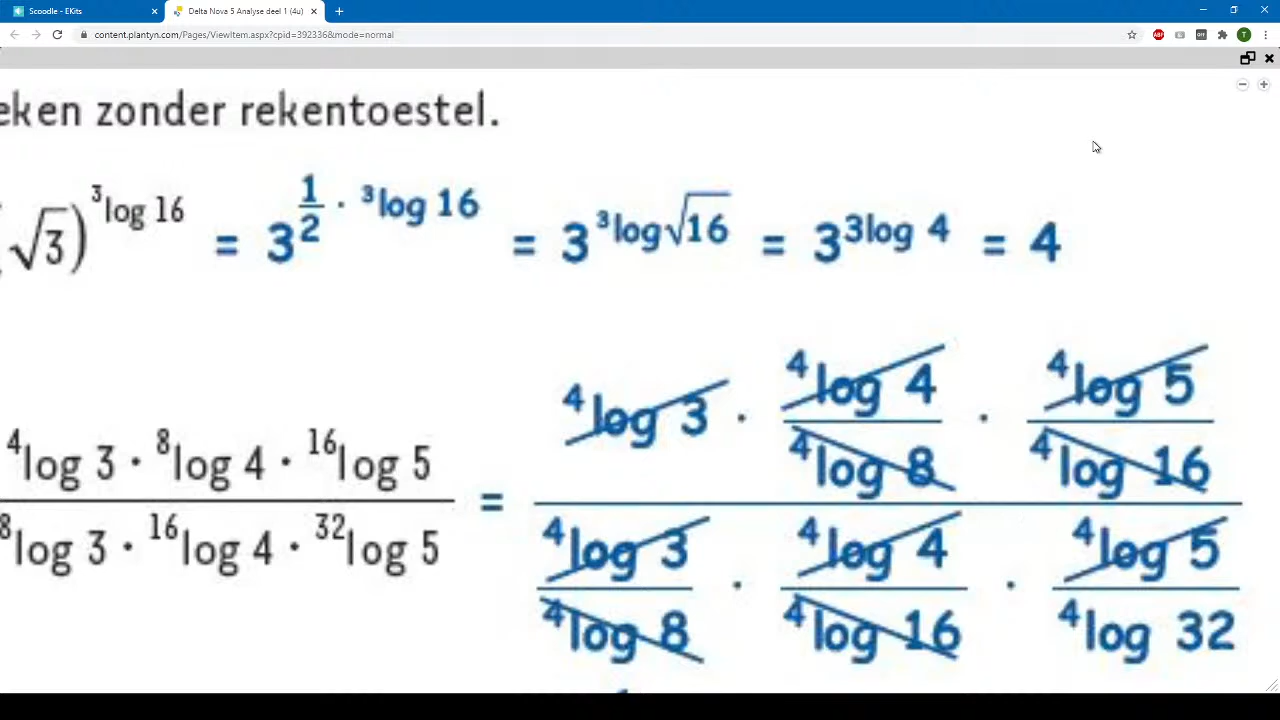 Scoodle - EKits
Delta Nova 5 Analyse deel 1 (4u)
content.plantyn.com/Pages/ViewItem.aspx?cpid=392336&mode=normal
ABP
Off
T
eken zonder rekentoestel.
√3)^{³log 16} = 3^{1/2 · ³log 16} = 3^{³log√16} = 3^{3log 4} = 4
⁴log 3 · ⁴log 4 / ⁴log 8 · ⁴log 5 / ⁴log 16
⁴log 3 · ⁸log 4 · ¹⁶log 5
=
⁸log 3 · ¹⁶log 4 · ³²log 5
⁴log 3 / ⁴log 8 · ⁴log 4 / ⁴log 16 · ⁴log 5 / ⁴log 32